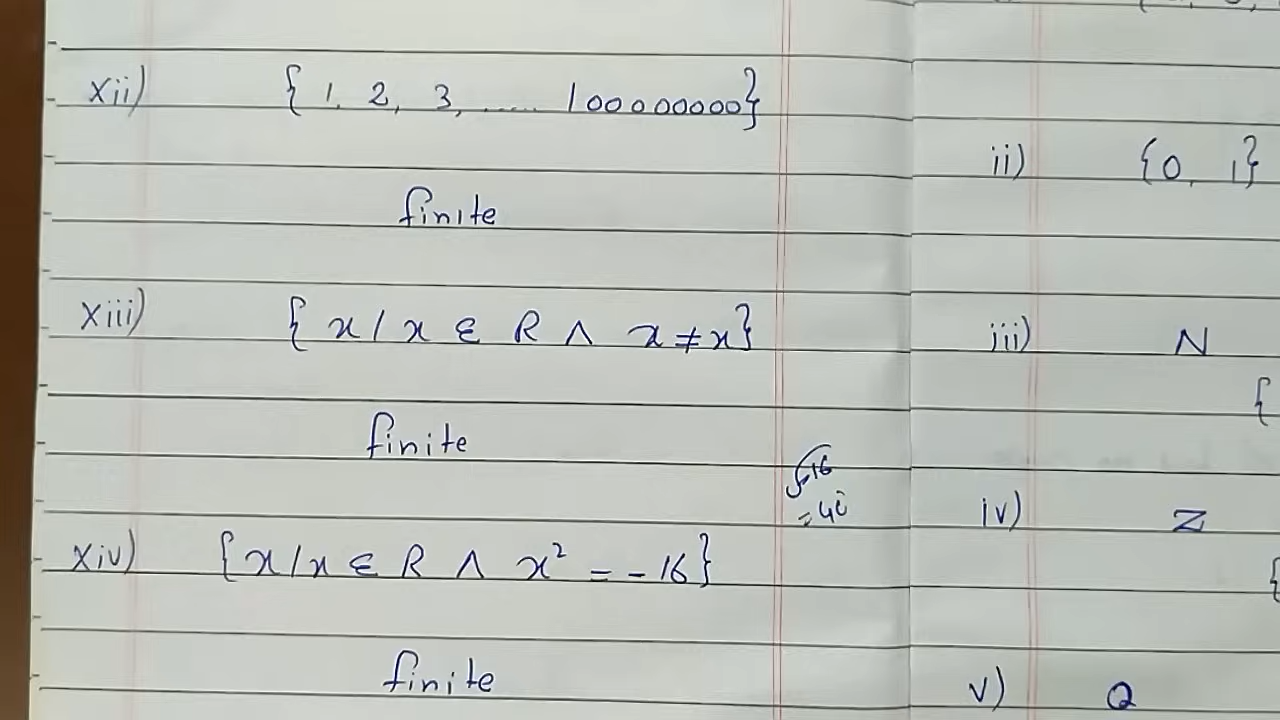 xii) { 1, 2, 3, ..... 100000000}
finite
xiii) { x / x ∈ R ∧ x ≠ x}
finite
√-16
= 4i
xiv) { x / x ∈ R ∧ x² = - 16 }
finite
ii) {0, 1}
iii) N
{
iv) Z
{
v) Q